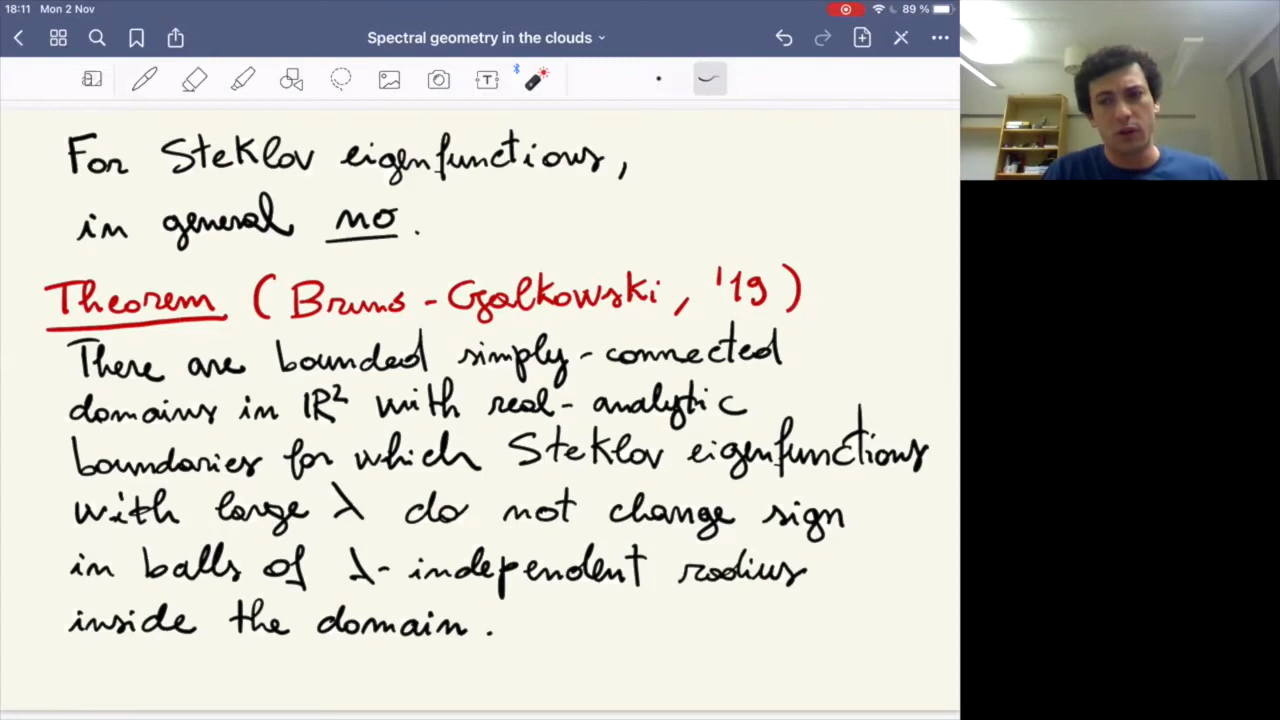 18:11 Mon 2 Nov
89 %
Spectral geometry in the clouds
For Steklov eigenfunctions,
in general no.
Theorem (Bruno-Galkowski, '19)
There are bounded simply-connected
domains in ℝ² with real-analytic
boundaries for which Steklov eigenfunctions
with large λ do not change sign
in balls of λ-independent radius
inside the domain.